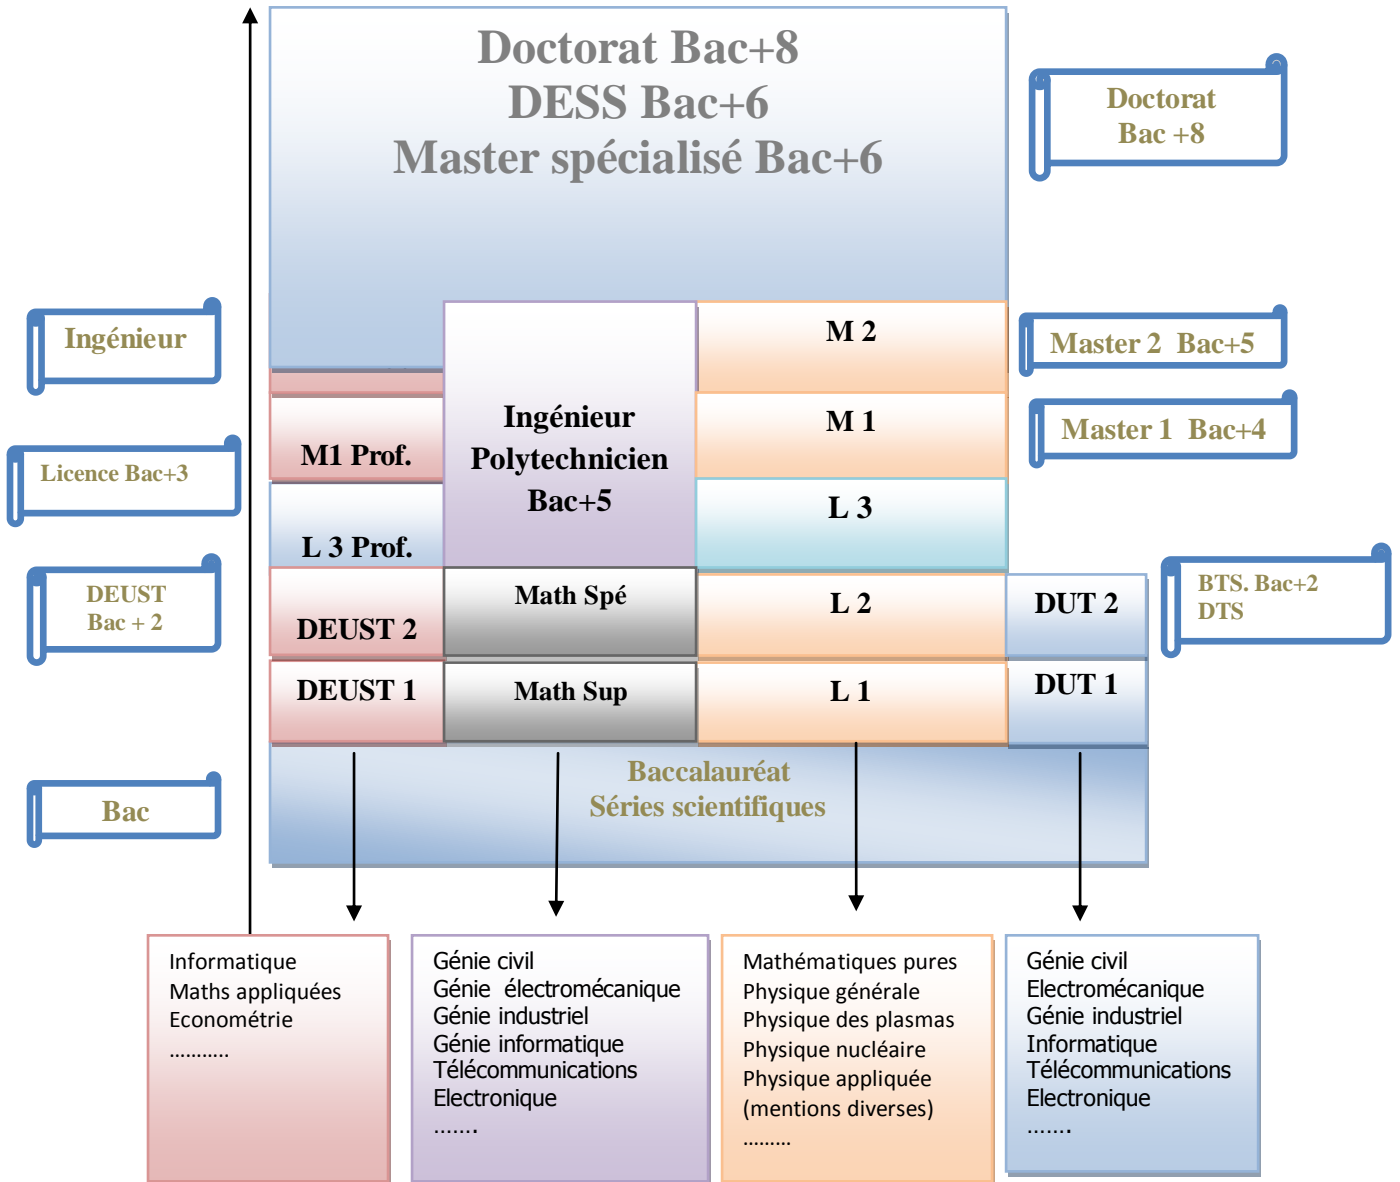 Doctorat Bac+8
DESS Bac+6
Master spécialisé Bac+6
Doctorat
Bac +8
Ingénieur
M 2
Master 2 Bac+5
Ingénieur
Polytechnicien
Bac+5
M 1
Master 1 Bac+4
M1 Prof.
Licence Bac+3
L 3
L 3 Prof.
DEUST
Bac + 2
DEUST 2
Math Spé
L 2
DUT 2
BTS. Bac+2
DTS
DEUST 1
Math Sup
L 1
DUT 1
Bac
Baccalauréat
Séries scientifiques
Informatique
Maths appliquées
Econométrie
...........
Génie civil
Génie électromécanique
Génie industriel
Génie informatique
Télécommunications
Electronique
.......
Mathématiques pures
Physique générale
Physique des plasmas
Physique nucléaire
Physique appliquée
(mentions diverses)
.........
Génie civil
Electromécanique
Génie industriel
Informatique
Télécommunications
Electronique
.......